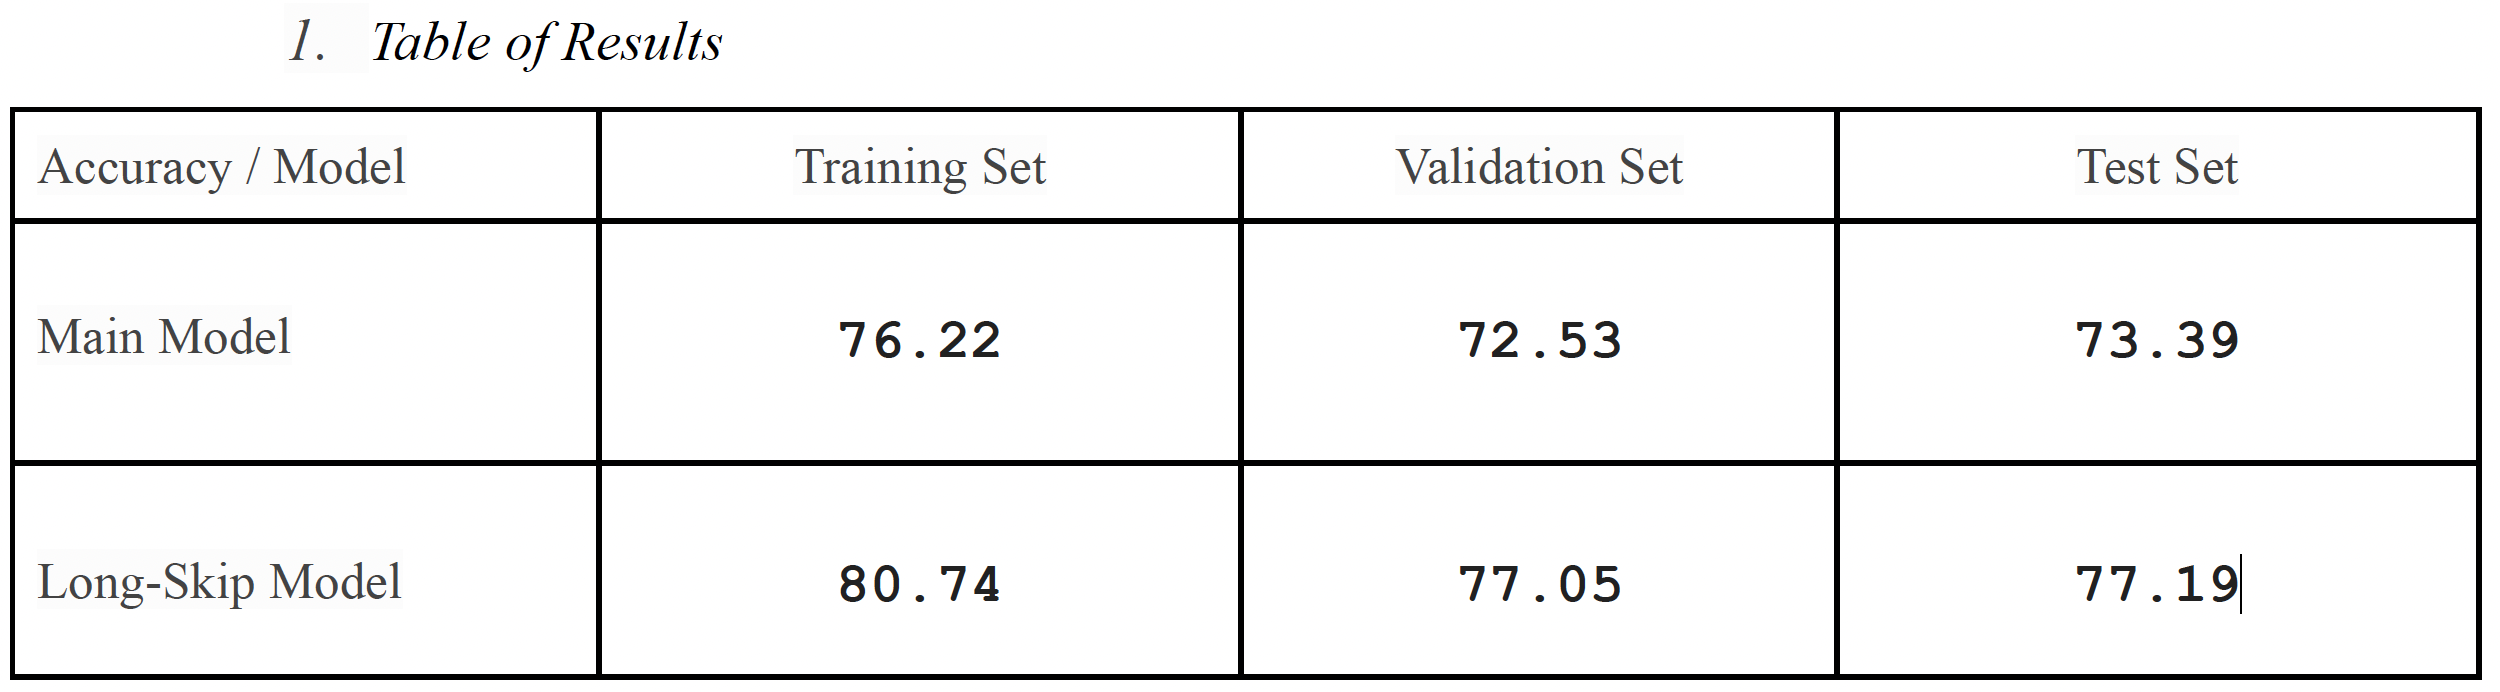 1. Table of Results
Accuracy / Model Training Set Validation Set Test Set
Main Model 76.22 72.53 73.39
Long-Skip Model 80.74 77.05 77.19